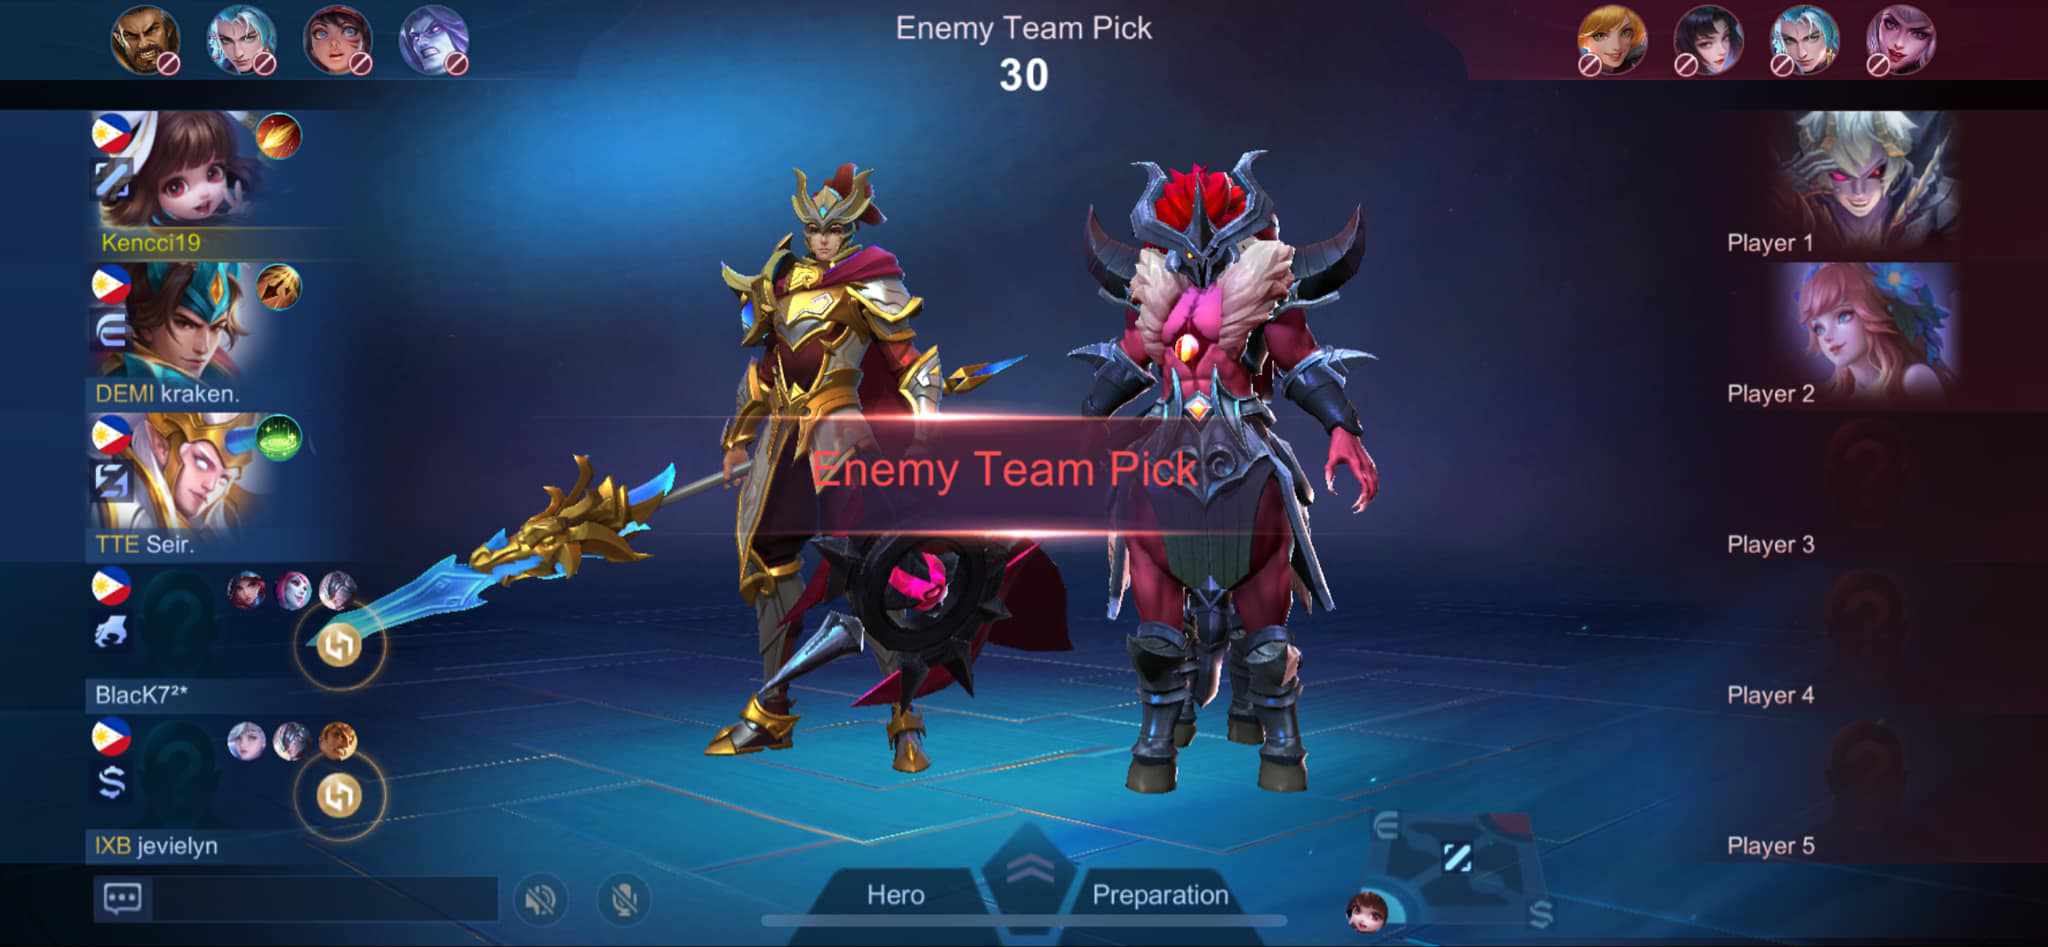 Enemy Team Pick
30
Kencci19
DEMI kraken.
TTE Seir.
BlacK7²*
IXB jevielyn
Enemy Team Pick
Player 1
Player 2
Player 3
Player 4
Player 5
Hero
Preparation